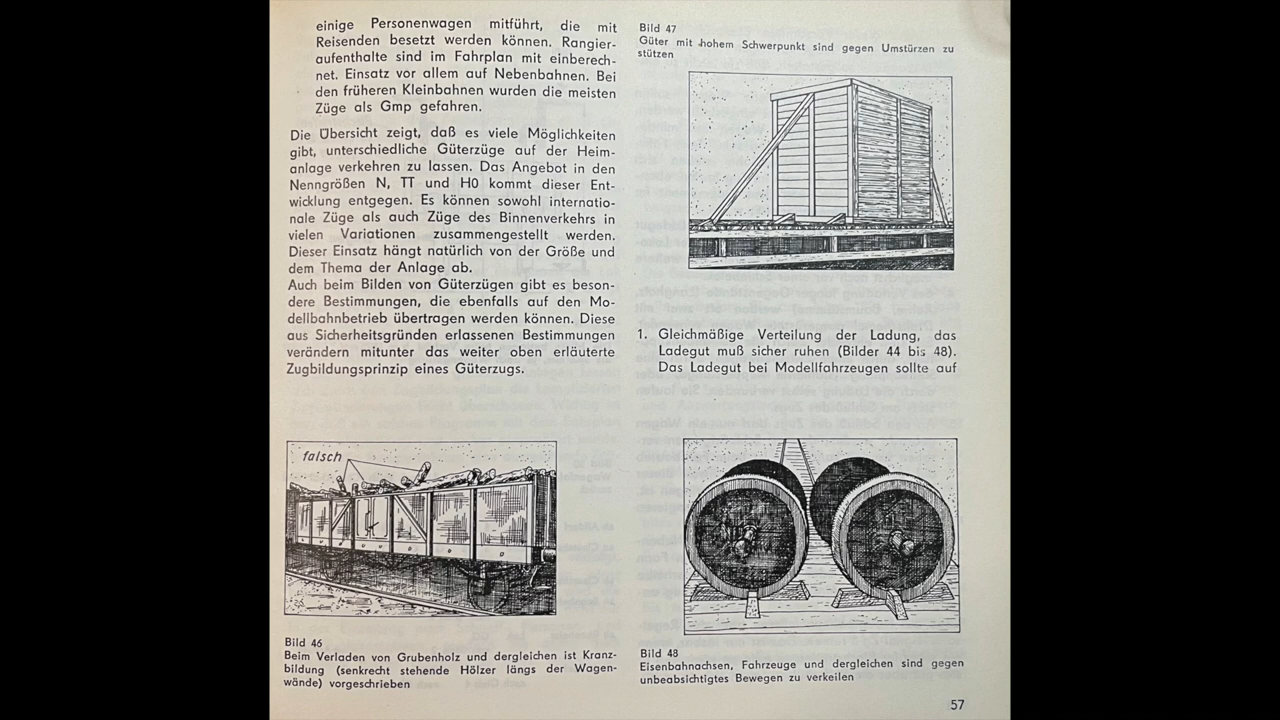 einige Personenwagen mitführt, die mit
Reisenden besetzt werden können. Rangier-
aufenthalte sind im Fahrplan mit einberech-
net. Einsatz vor allem auf Nebenbahnen. Bei
den früheren Kleinbahnen wurden die meisten
Züge als Gmp gefahren.
Die Übersicht zeigt, daß es viele Möglichkeiten
gibt, unterschiedliche Güterzüge auf der Heim-
anlage verkehren zu lassen. Das Angebot in den
Nenngrößen N, TT und H0 kommt dieser Ent-
wicklung entgegen. Es können sowohl internatio-
nale Züge als auch Züge des Binnenverkehrs in
vielen Variationen zusammengestellt werden.
Dieser Einsatz hängt natürlich von der Größe und
dem Thema der Anlage ab.
Auch beim Bilden von Güterzügen gibt es beson-
dere Bestimmungen, die ebenfalls auf den Mo-
dellbahnbetrieb übertragen werden können. Diese
aus Sicherheitsgründen erlassenen Bestimmungen
verändern mitunter das weiter oben erläuterte
Zugbildungsprinzip eines Güterzugs.
falsch
Bild 46
Beim Verladen von Grubenholz und dergleichen ist Kranz-
bildung (senkrecht stehende Hölzer längs der Wagen-
wände) vorgeschrieben
Bild 47
Güter mit hohem Schwerpunkt sind gegen Umstürzen zu
stützen
1. Gleichmäßige Verteilung der Ladung, das
Ladegut muß sicher ruhen (Bilder 44 bis 48).
Das Ladegut bei Modellfahrzeugen sollte auf
Bild 48
Eisenbahnachsen, Fahrzeuge und dergleichen sind gegen
unbeabsichtigtes Bewegen zu verkeilen
57